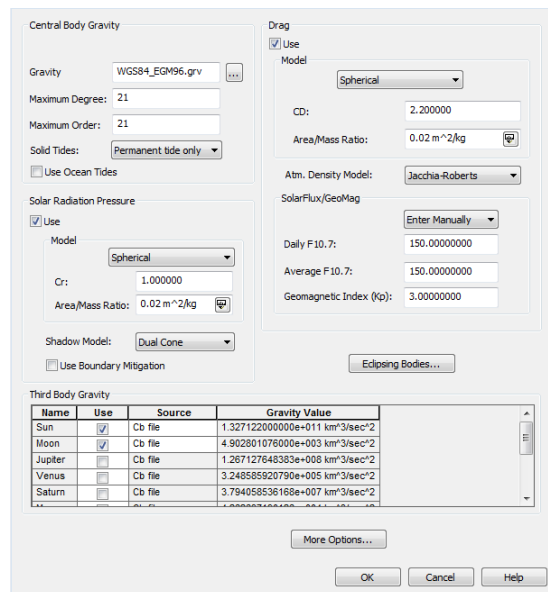 Central Body Gravity
Gravity WGS84_EGM96.grv ...
Maximum Degree: 21
Maximum Order: 21
Solid Tides: Permanent tide only
Use Ocean Tides
Solar Radiation Pressure
Use
Model
Spherical
Cr: 1.000000
Area/Mass Ratio: 0.02 m^2/kg
Shadow Model: Dual Cone
Use Boundary Mitigation
Drag
Use
Model
Spherical
CD: 2.200000
Area/Mass Ratio: 0.02 m^2/kg
Atm. Density Model: Jacchia-Roberts
SolarFlux/GeoMag
Enter Manually
Daily F10.7: 150.00000000
Average F10.7: 150.00000000
Geomagnetic Index (Kp): 3.00000000
Eclipsing Bodies...
Third Body Gravity
Name Use Source Gravity Value
Sun Cb file 1.327122000000e+011 km^3/sec^2
Moon Cb file 4.902801076000e+003 km^3/sec^2
Jupiter Cb file 1.267127648383e+008 km^3/sec^2
Venus Cb file 3.248585920790e+005 km^3/sec^2
Saturn Cb file 3.794058536168e+007 km^3/sec^2
More Options...
OK Cancel Help